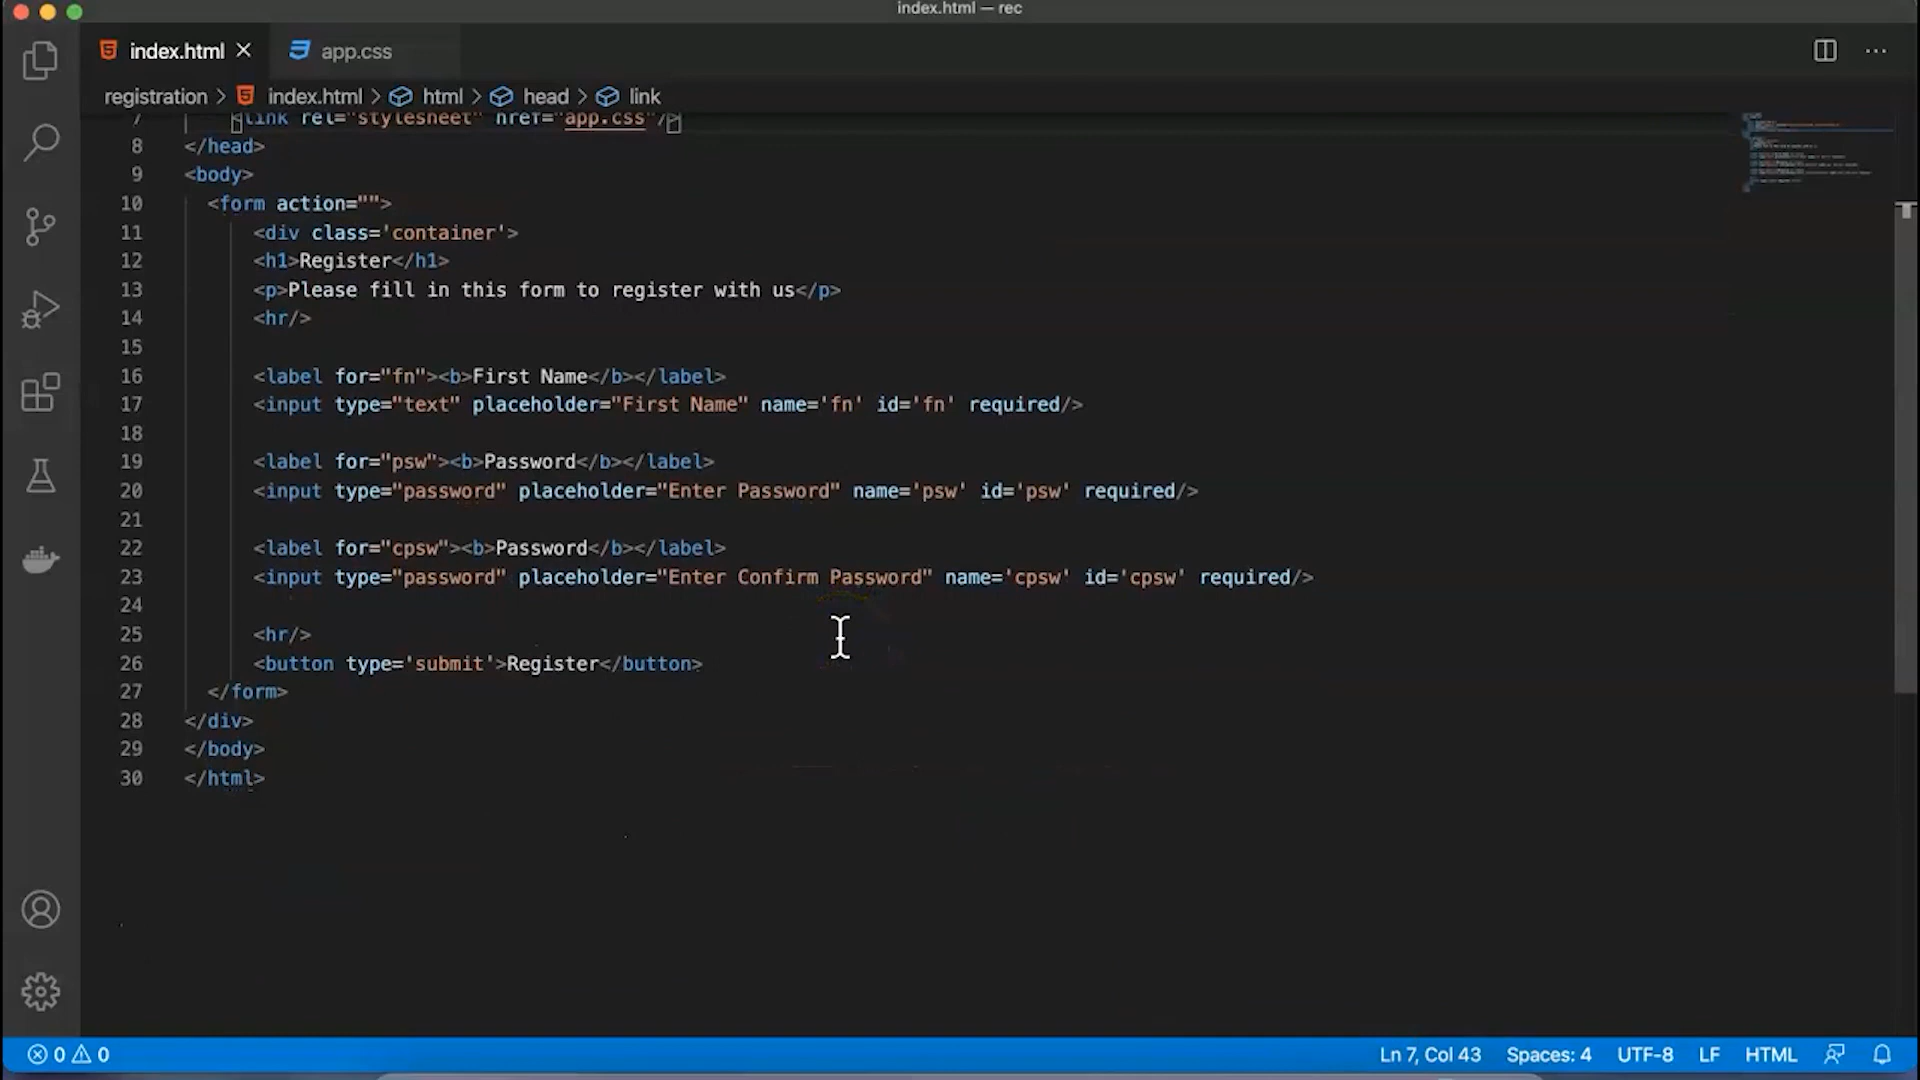 index.html — rec
index.html app.css
registration > index.html > html > head > link
7 <link rel="stylesheet" href="app.css"/>
8 </head>
9 <body>
10 <form action="">
11 <div class='container'>
12 <h1>Register</h1>
13 <p>Please fill in this form to register with us</p>
14 <hr/>
15
16 <label for="fn"><b>First Name</b></label>
17 <input type="text" placeholder="First Name" name='fn' id='fn' required/>
18
19 <label for="psw"><b>Password</b></label>
20 <input type="password" placeholder="Enter Password" name='psw' id='psw' required/>
21
22 <label for="cpsw"><b>Password</b></label>
23 <input type="password" placeholder="Enter Confirm Password" name='cpsw' id='cpsw' required/>
24
25 <hr/>
26 <button type='submit'>Register</button>
27 </form>
28 </div>
29 </body>
30 </html>
0 0 Ln 7, Col 43 Spaces: 4 UTF-8 LF HTML